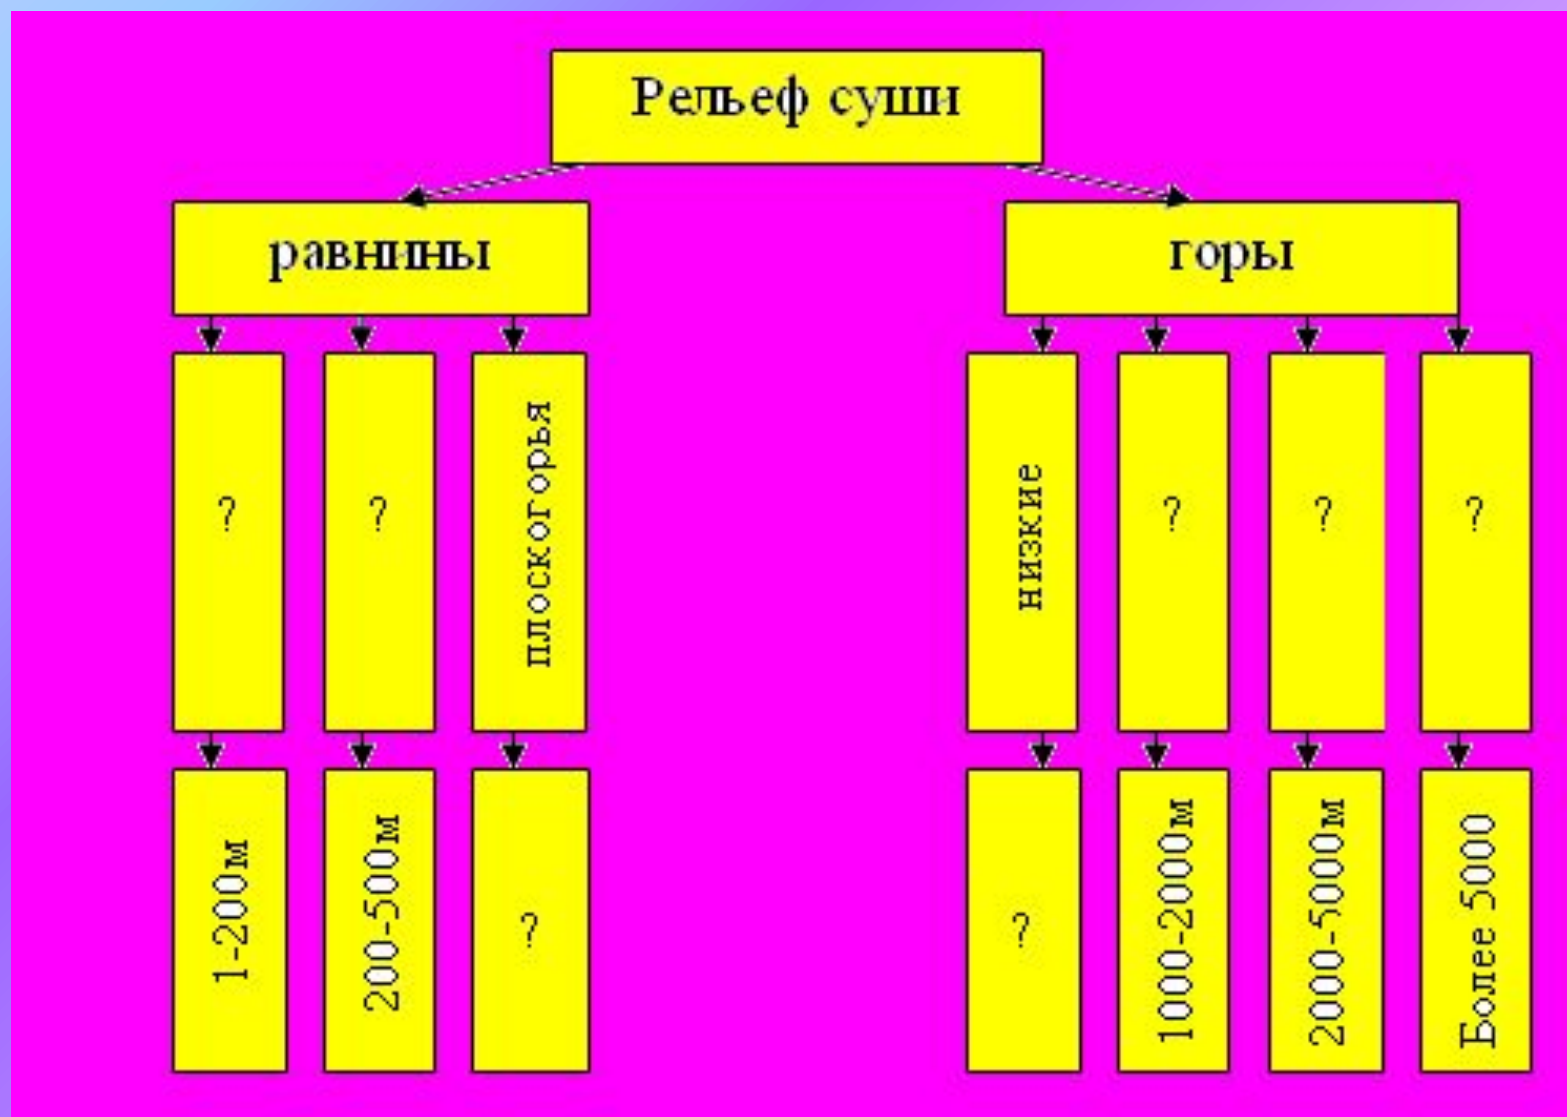 Рельеф суши
равнины
горы
?
?
плоскогорья
низкие
?
?
?
1-200м
200-500м
?
?
1000-2000м
2000-5000м
Более 5000